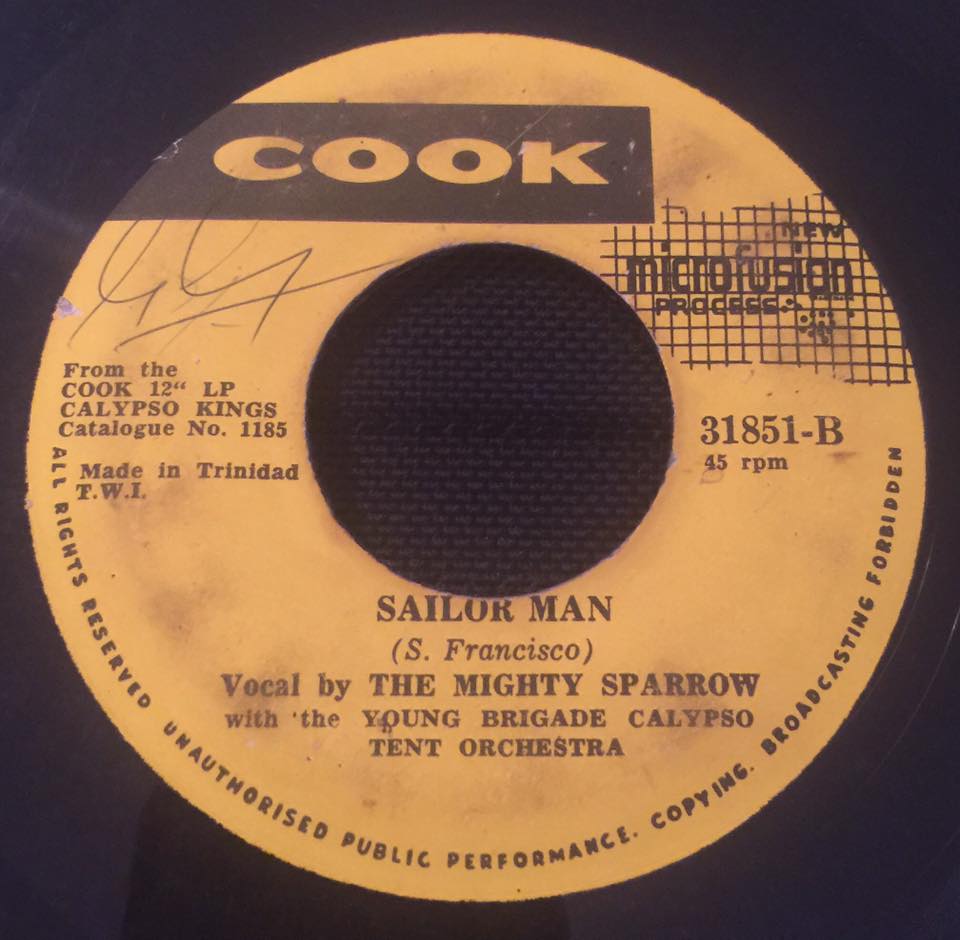 COOK
NEW
microfusion
PROCESS
From the
COOK 12“ LP
CALYPSO KINGS
Catalogue No. 1185
Made in Trinidad
T.W.I.
31851-B
45 rpm
SAILOR MAN
(S. Francisco)
Vocal by THE MIGHTY SPARROW
with the YOUNG BRIGADE CALYPSO
TENT ORCHESTRA
ALL RIGHTS RESERVED UNAUTHORISED PUBLIC PERFORMANCE. COPYING. BROADCASTING FORBIDDEN